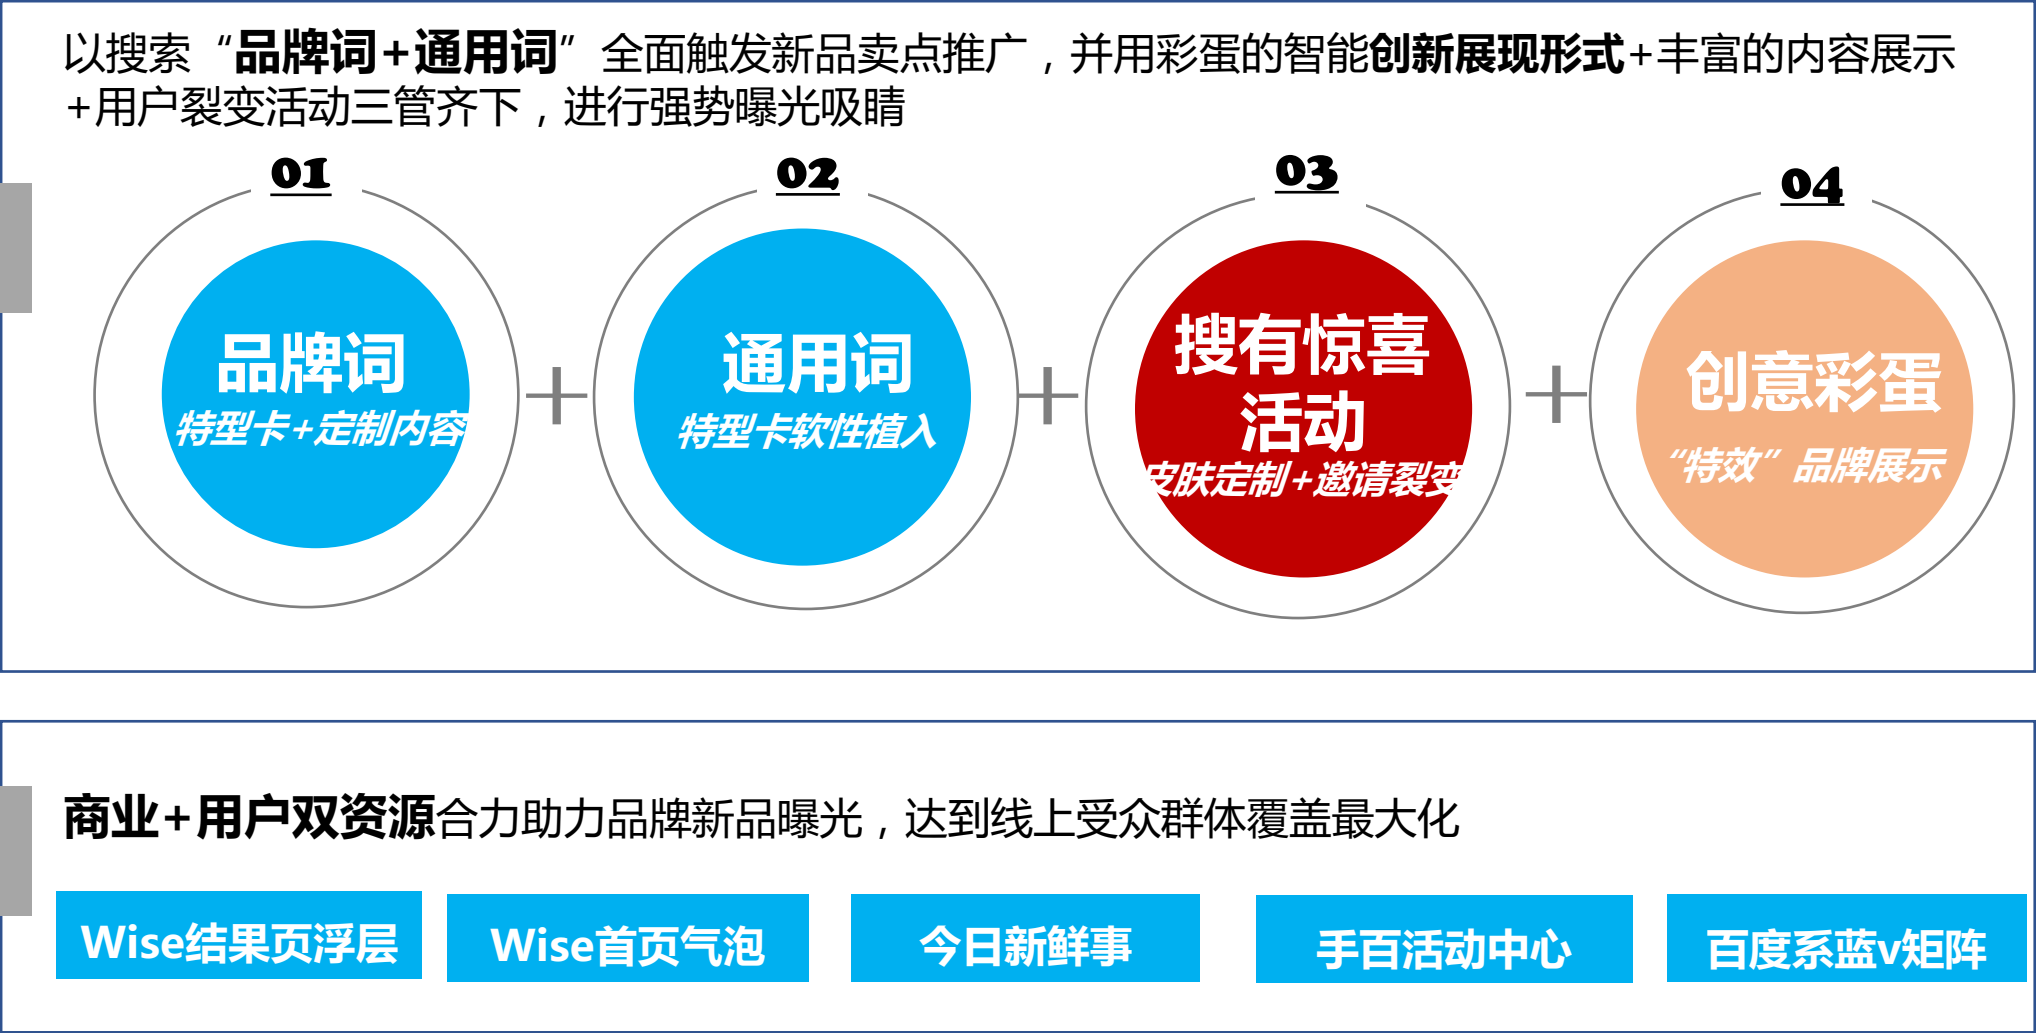 以搜索“品牌词+通用词”全面触发新品卖点推广，并用彩蛋的智能创新展现形式+丰富的内容展示
+用户裂变活动三管齐下，进行强势曝光吸睛
01
品牌词
特型卡+定制内容
02
通用词
特型卡软性植入
03
搜有惊喜
活动
皮肤定制+邀请裂变
04
创意彩蛋
“特效”品牌展示
商业+用户双资源合力助力品牌新品曝光，达到线上受众群体覆盖最大化
Wise结果页浮层
Wise首页气泡
今日新鲜事
手百活动中心
百度系蓝v矩阵